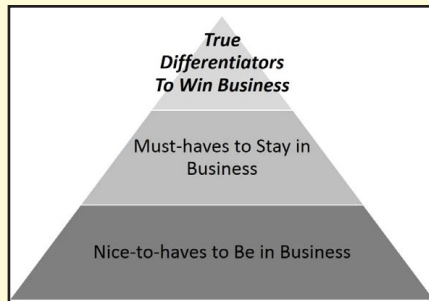 True
Differentiators
To Win Business
Must-haves to Stay in
Business
Nice-to-haves to Be in Business